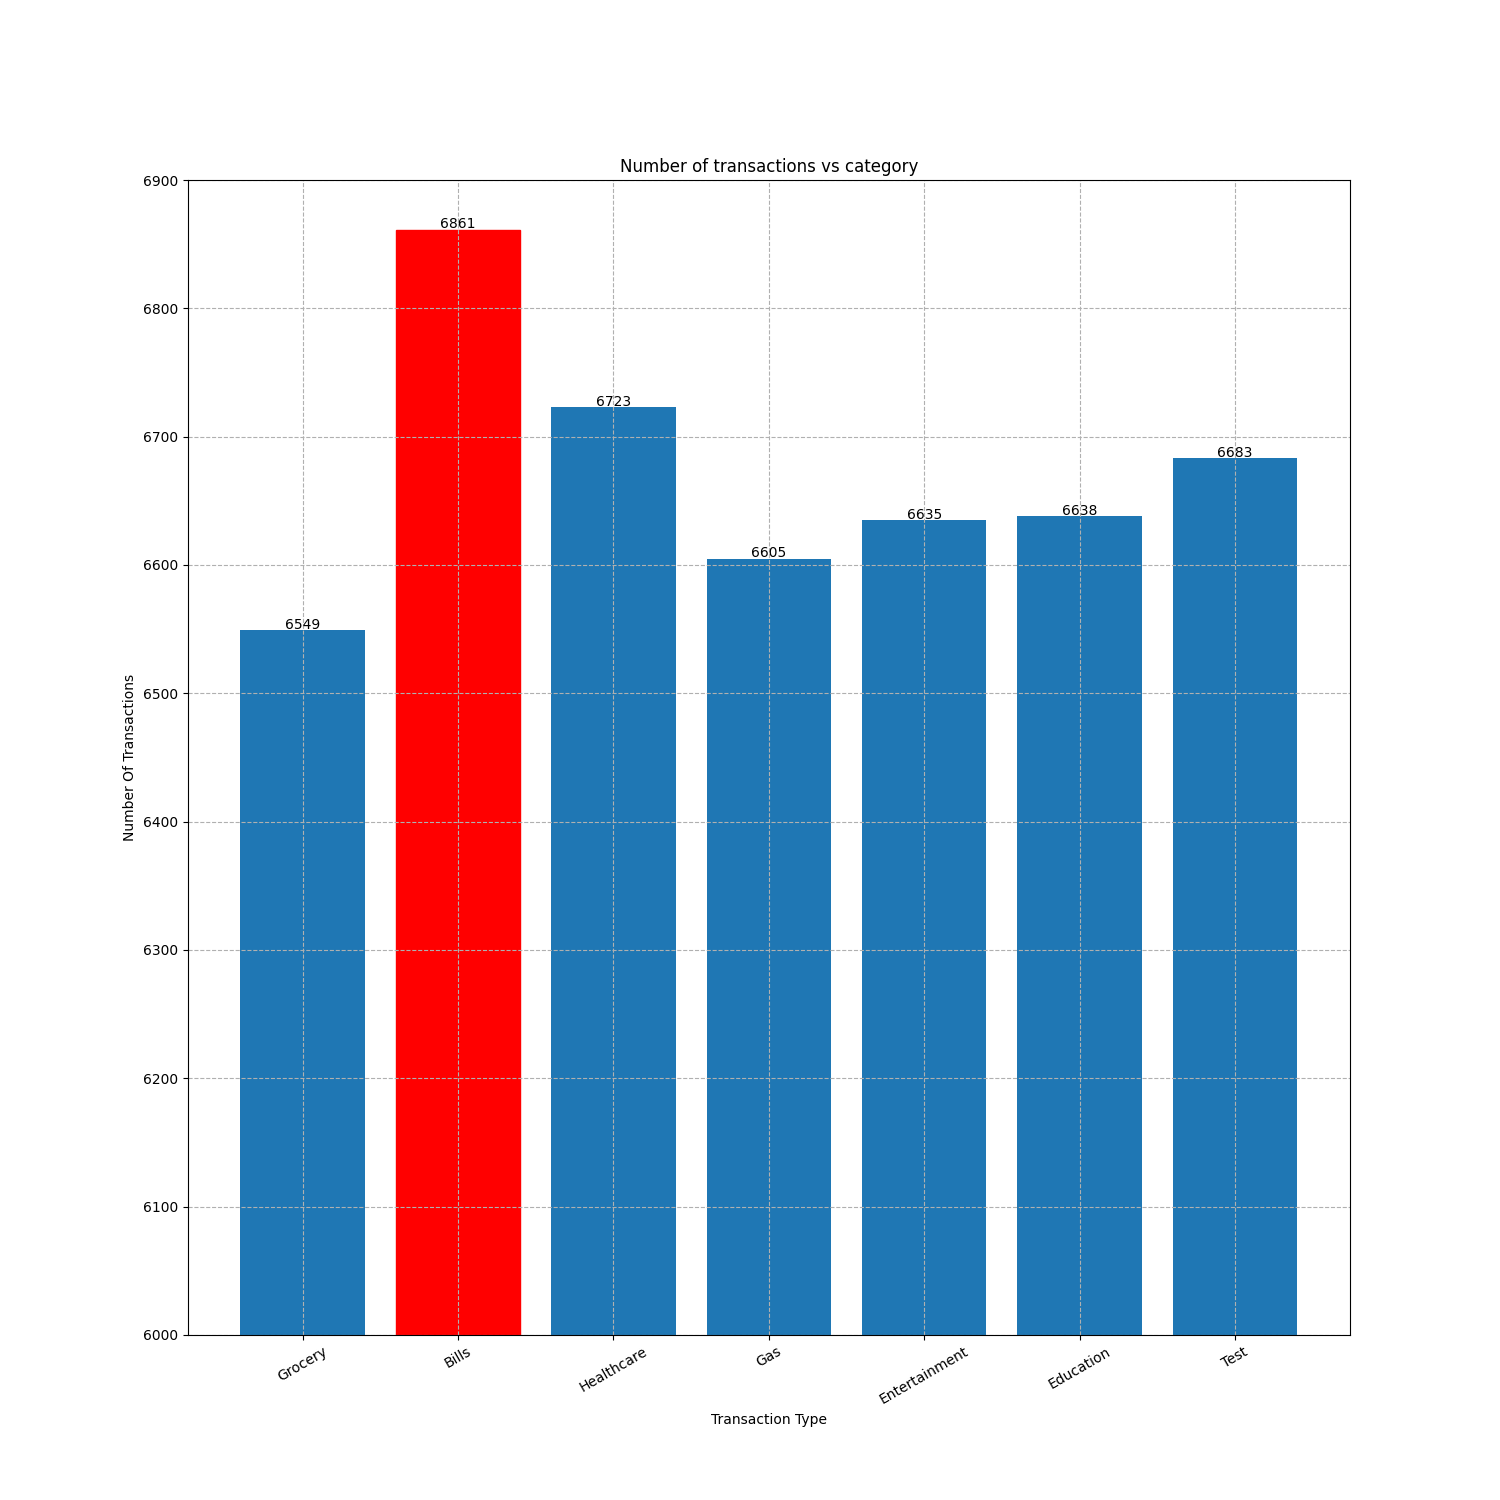 Number of transactions vs category
6900
6800
6700
6600
6500
6400
6300
6200
6100
6000
Number Of Transactions
6549
6861
6723
6605
6635
6638
6683
Grocery
Bills
Healthcare
Gas
Entertainment
Education
Test
Transaction Type